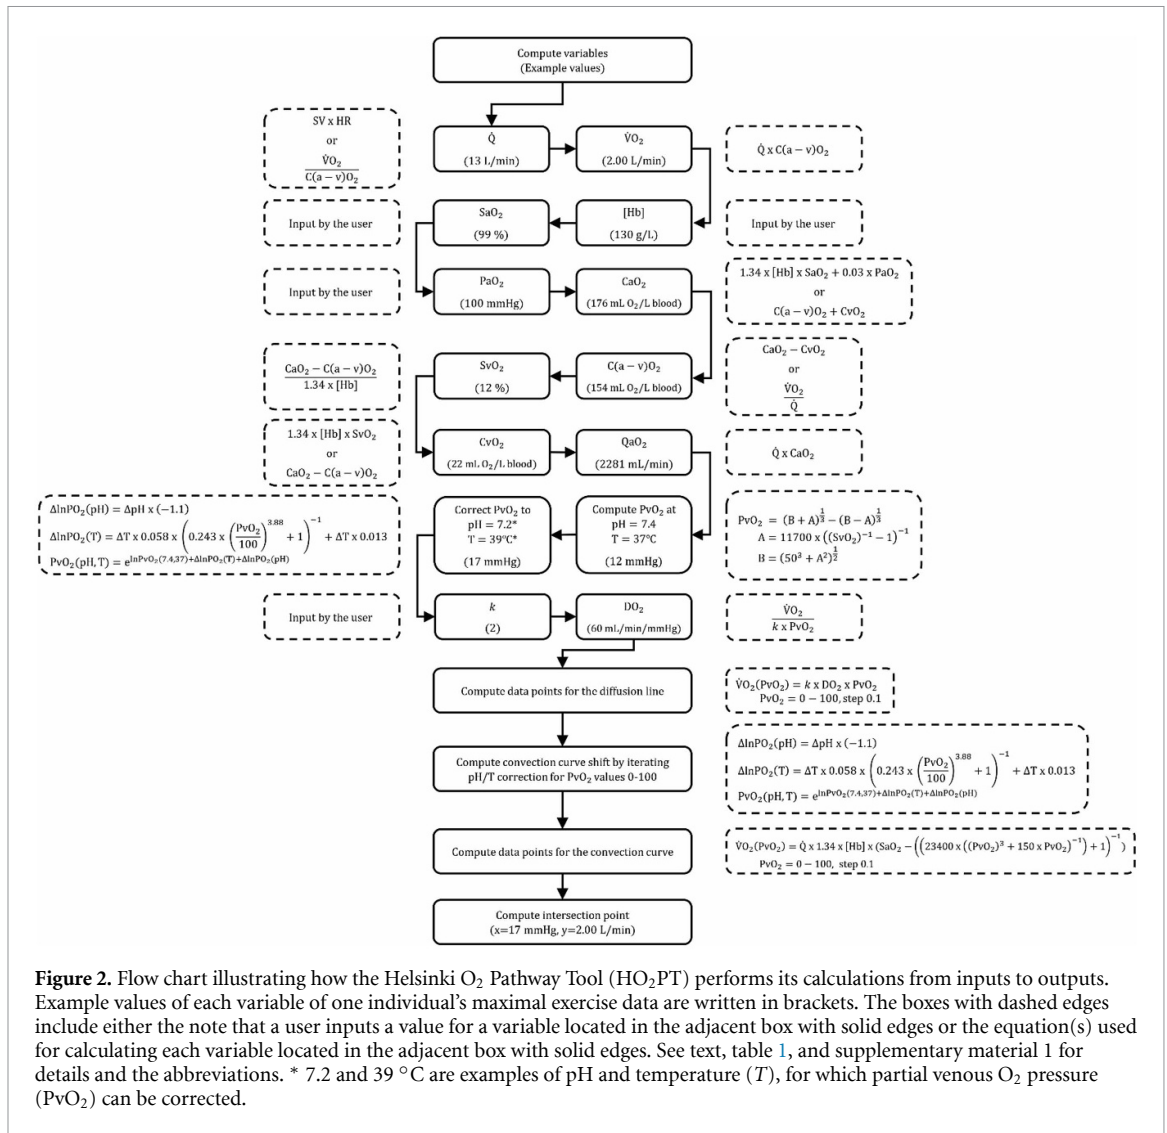 Compute variables
(Example values)
SV x HR
or
V̇O₂
C(a − v)O₂
Q̇
(13 L/min)
V̇O₂
(2.00 L/min)
Q̇ x C(a − v)O₂
Input by the user
SaO₂
(99 %)
[Hb]
(130 g/L)
Input by the user
Input by the user
PaO₂
(100 mmHg)
CaO₂
(176 mL O₂/L blood)
1.34 x [Hb] x SaO₂ + 0.03 x PaO₂
or
C(a − v)O₂ + CvO₂
CaO₂ − C(a − v)O₂
1.34 x [Hb]
SvO₂
(12 %)
C(a − v)O₂
(154 mL O₂/L blood)
CaO₂ − CvO₂
or
V̇O₂
Q̇
1.34 x [Hb] x SvO₂
or
CaO₂ − C(a − v)O₂
CvO₂
(22 mL O₂/L blood)
QaO₂
(2281 mL/min)
Q̇ x CaO₂
ΔlnPO₂(pH) = ΔpH x (−1.1)
ΔlnPO₂(T) = ΔT x 0.058 x (0.243 x (PvO₂/100)^3.88 + 1)^−1 + ΔT x 0.013
PvO₂(pH, T) = e^lnPvO₂(7.4,37)+ΔlnPO₂(T)+ΔlnPO₂(pH)
Correct PvO₂ to
pH = 7.2*
T = 39°C*
(17 mmHg)
Compute PvO₂ at
pH = 7.4
T = 37°C
(12 mmHg)
PvO₂ = (B + A)^1/3 − (B − A)^1/3
A = 11700 x ((SvO₂)^−1 − 1)^−1
B = (50³ + A²)^1/2
Input by the user
k
(2)
DO₂
(60 mL/min/mmHg)
V̇O₂
k x PvO₂
Compute data points for the diffusion line
V̇O₂(PvO₂) = k x DO₂ x PvO₂
PvO₂ = 0 − 100, step 0.1
Compute convection curve shift by iterating
pH/T correction for PvO₂ values 0-100
ΔlnPO₂(pH) = ΔpH x (−1.1)
ΔlnPO₂(T) = ΔT x 0.058 x (0.243 x (PvO₂/100)^3.88 + 1)^−1 + ΔT x 0.013
PvO₂(pH, T) = e^lnPvO₂(7.4,37)+ΔlnPO₂(T)+ΔlnPO₂(pH)
Compute data points for the convection curve
V̇O₂(PvO₂) = Q̇ x 1.34 x [Hb] x (SaO₂ − ((23400 x ((PvO₂)³ + 150 x PvO₂)^−1) + 1)^−1)
PvO₂ = 0 − 100, step 0.1
Compute intersection point
(x=17 mmHg, y=2.00 L/min)
Figure 2. Flow chart illustrating how the Helsinki O₂ Pathway Tool (HO₂PT) performs its calculations from inputs to outputs.
Example values of each variable of one individual's maximal exercise data are written in brackets. The boxes with dashed edges
include either the note that a user inputs a value for a variable located in the adjacent box with solid edges or the equation(s) used
for calculating each variable located in the adjacent box with solid edges. See text, table 1, and supplementary material 1 for
details and the abbreviations. * 7.2 and 39 °C are examples of pH and temperature (T), for which partial venous O₂ pressure
(PvO₂) can be corrected.